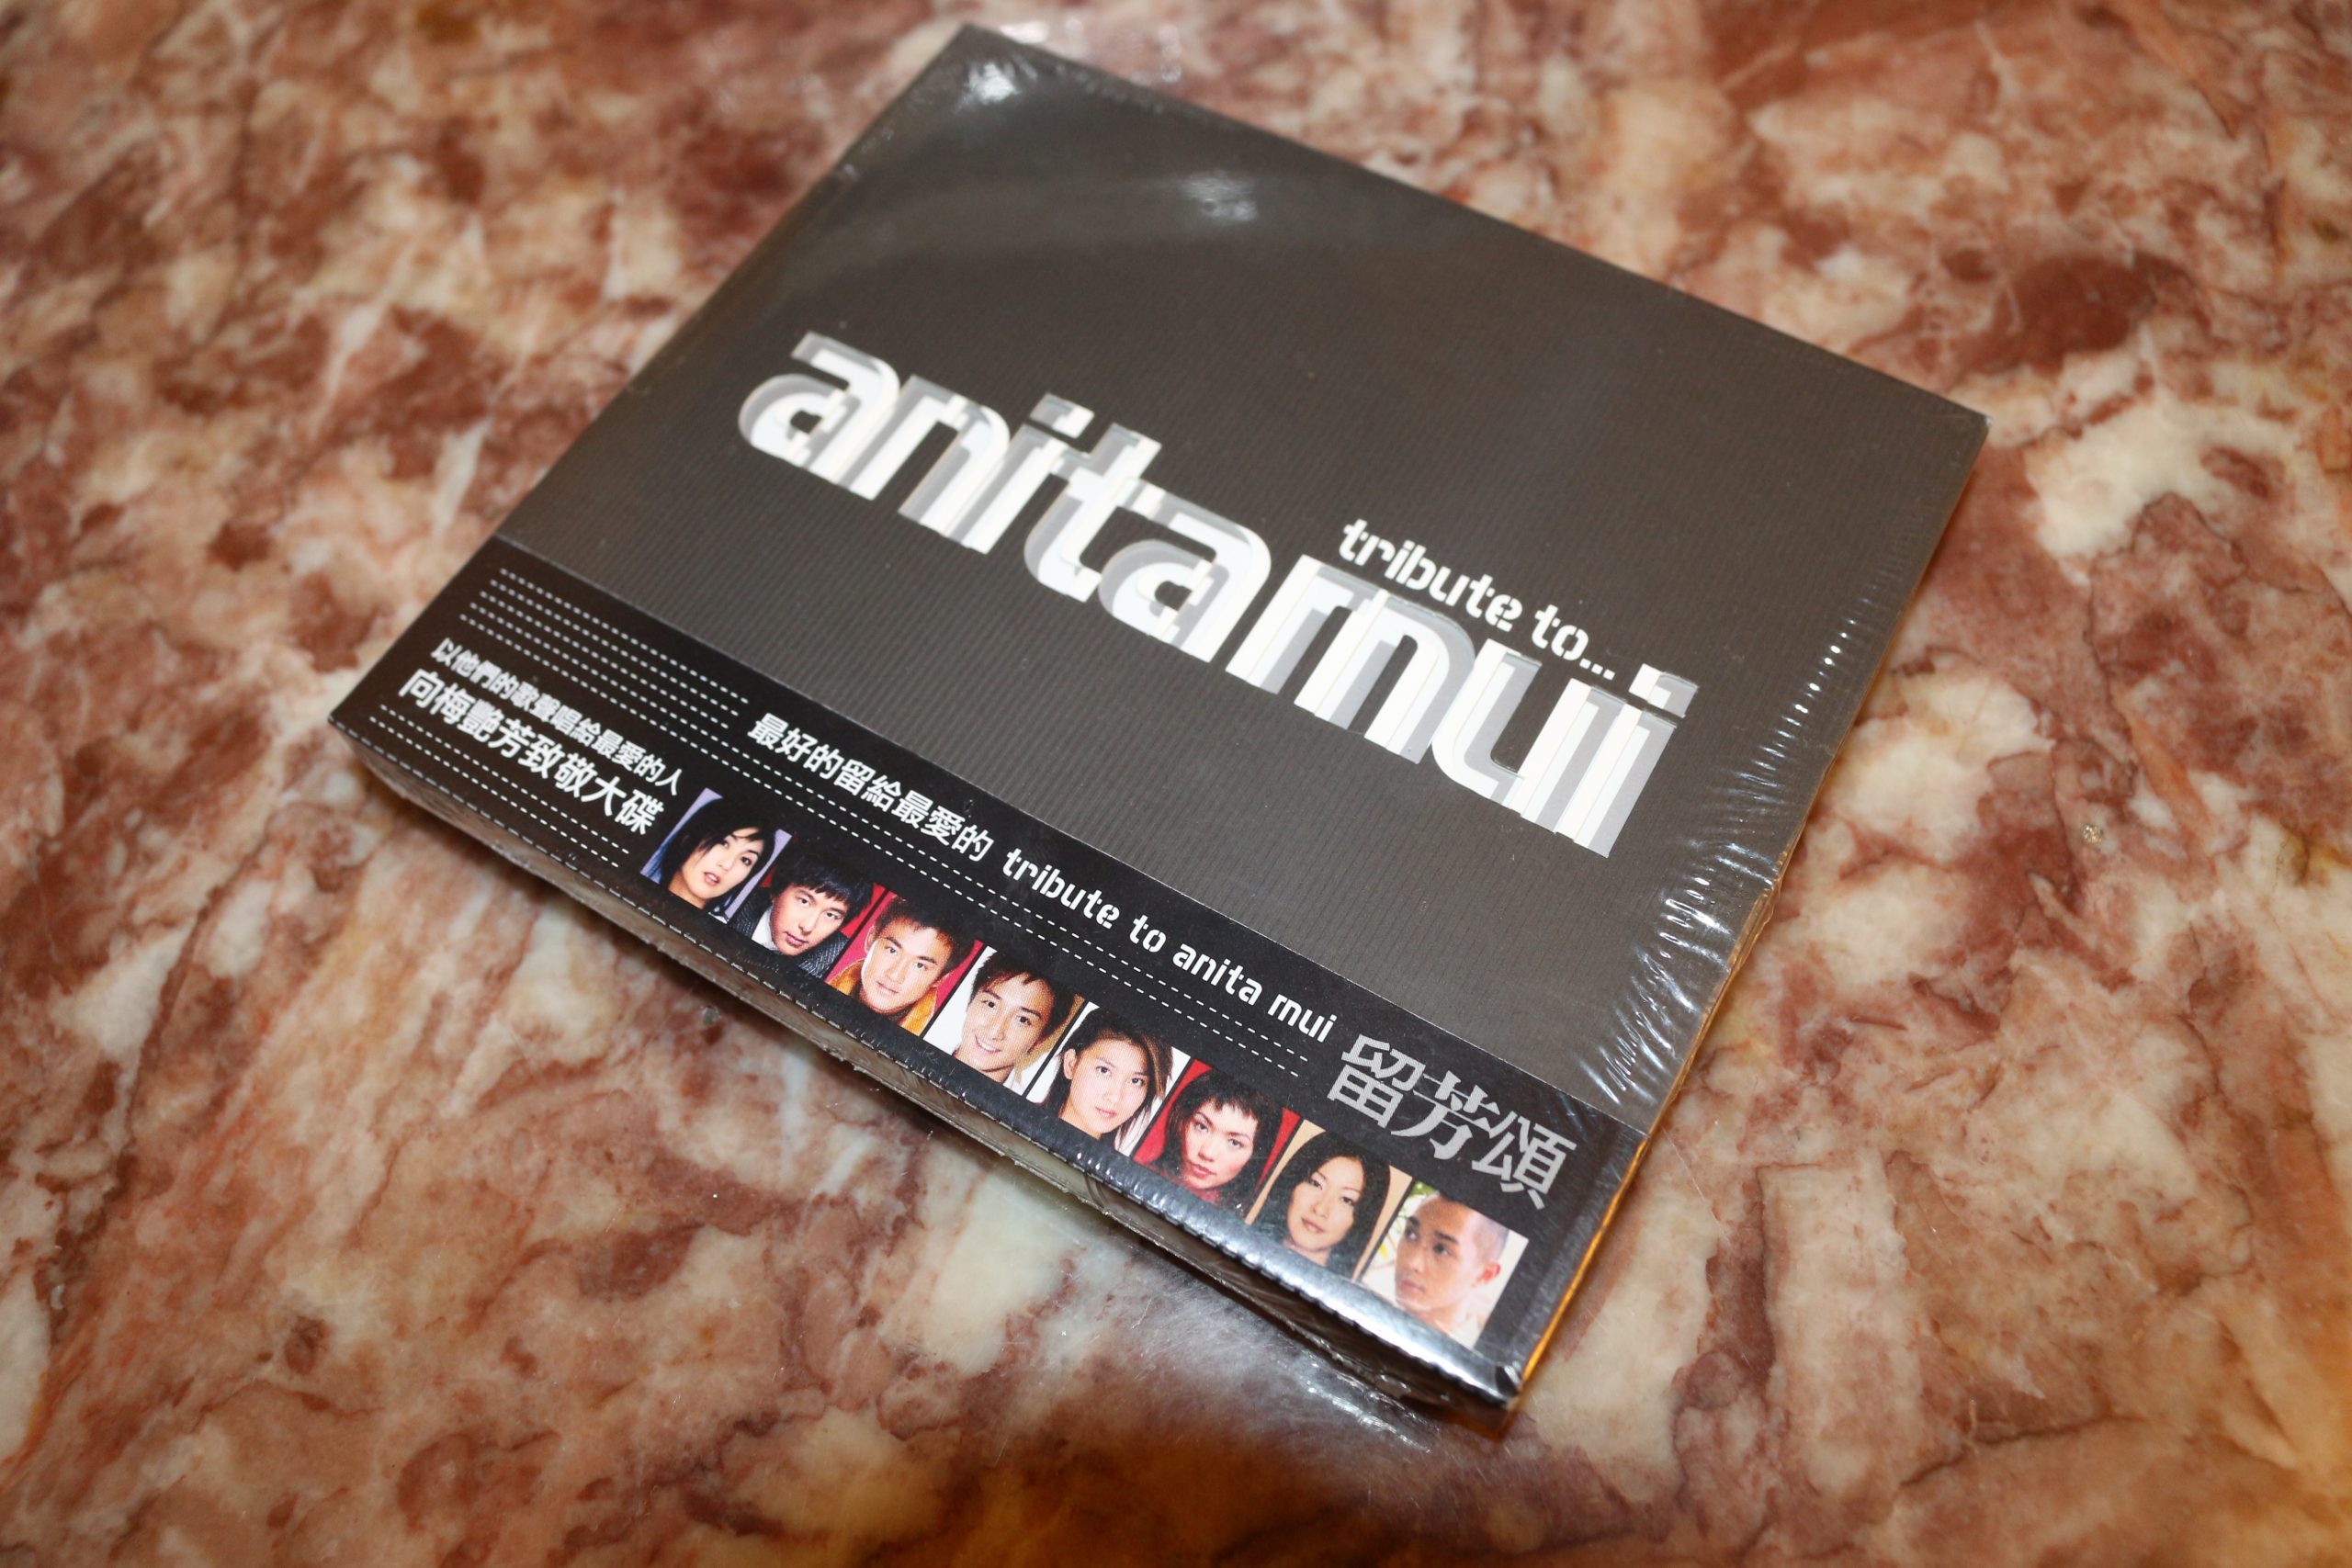 tribute to...
anita mui
最好的留給最愛的 tribute to anita mui 留芳頌
以他們的歌聲唱給最愛的人
向梅艷芳致敬大碟